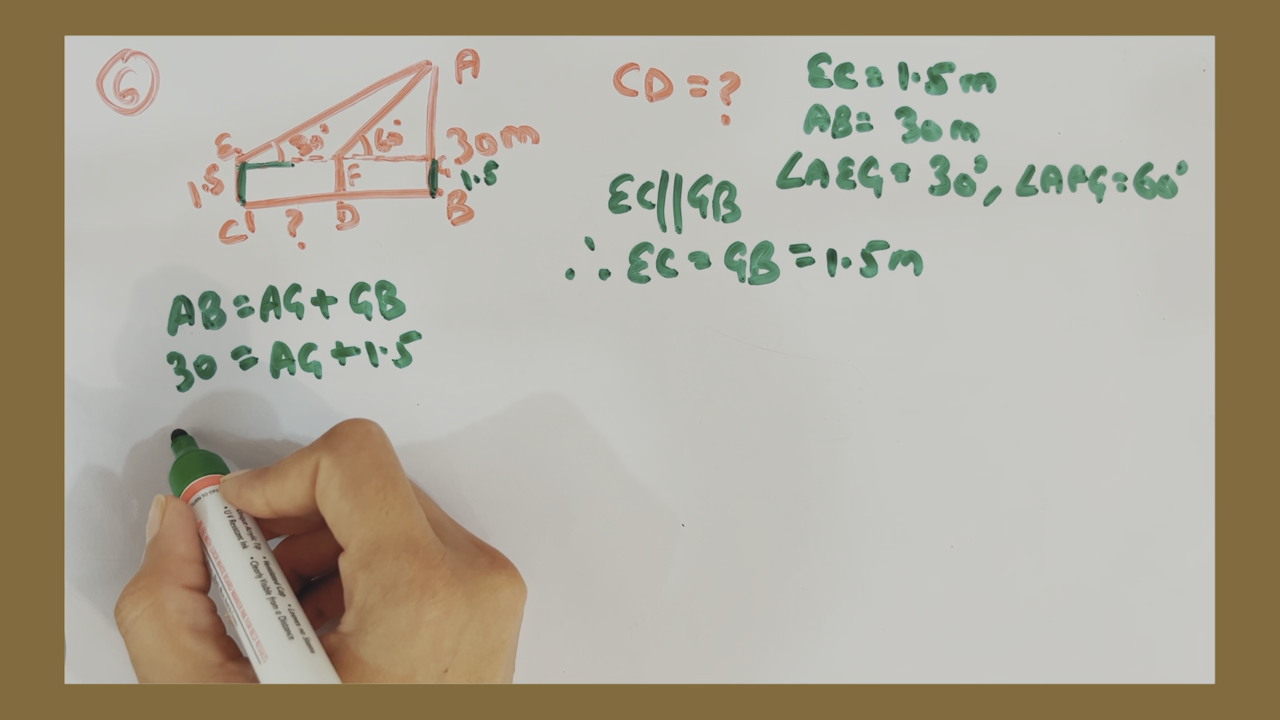 6
A
E
30°
60°
30m
1.5
F
1.5
C
?
D
B
CD = ?
EC = 1.5m
AB = 30m
∠AEG = 30°, ∠AFG = 60°
EC||GB
∴ EC = GB = 1.5m
AB = AG + GB
30 = AG + 1.5